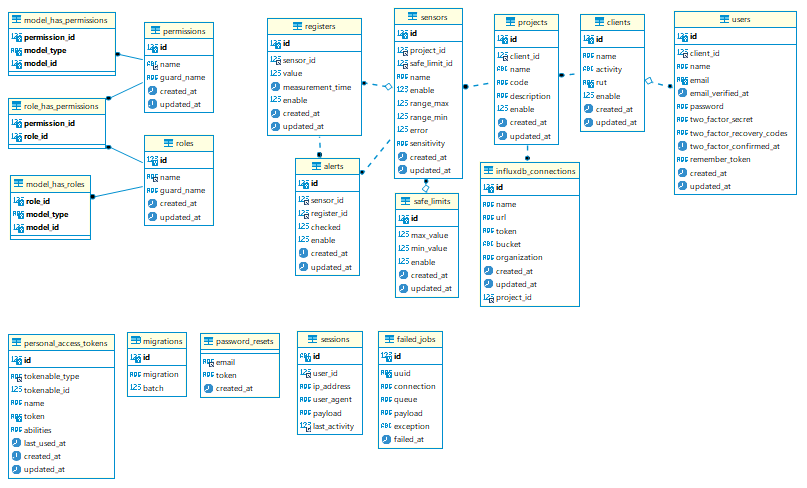 model_has_permissions
permission_id
model_type
model_id
role_has_permissions
permission_id
role_id
model_has_roles
role_id
model_type
model_id
permissions
id
name
guard_name
created_at
updated_at
roles
id
name
guard_name
created_at
updated_at
registers
id
sensor_id
value
measurement_time
enable
created_at
updated_at
alerts
id
sensor_id
register_id
checked
enable
created_at
updated_at
sensors
id
project_id
safe_limit_id
name
enable
range_max
range_min
error
sensitivity
created_at
updated_at
safe_limits
id
max_value
min_value
enable
created_at
updated_at
projects
id
client_id
name
code
description
enable
created_at
updated_at
influxdb_connections
id
name
url
token
bucket
organization
created_at
updated_at
project_id
clients
id
name
activity
rut
enable
created_at
updated_at
users
id
client_id
name
email
email_verified_at
password
two_factor_secret
two_factor_recovery_codes
two_factor_confirmed_at
remember_token
created_at
updated_at
personal_access_tokens
id
tokenable_type
tokenable_id
name
token
abilities
last_used_at
created_at
updated_at
migrations
id
migration
batch
password_resets
email
token
created_at
sessions
id
user_id
ip_address
user_agent
payload
last_activity
failed_jobs
id
uuid
connection
queue
payload
exception
failed_at